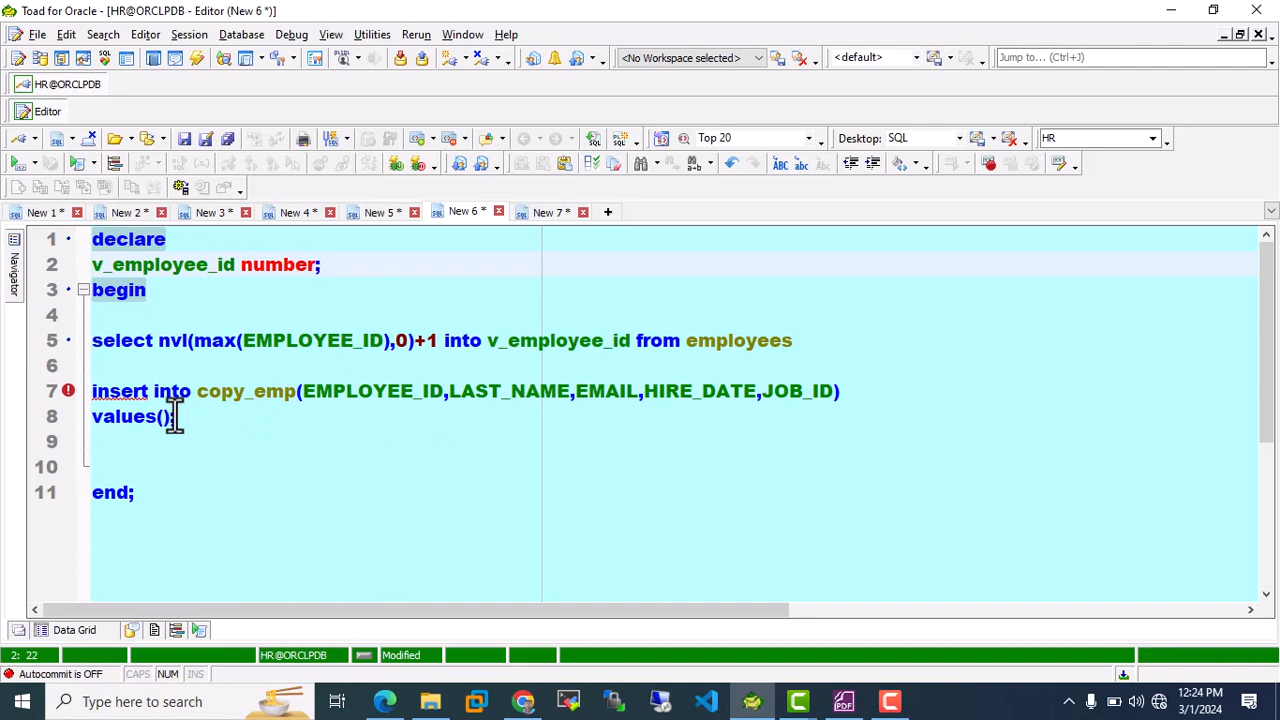 Toad for Oracle - [HR@ORCLPDB - Editor (New 6 *)]
File Edit Search Editor Session Database Debug View Utilities Rerun Window Help
<No Workspace selected> <default> Jump to... (Ctrl+J)
HR@ORCLPDB
Editor
Top 20 Desktop: SQL HR
New 1 * New 2 * New 3 * New 4 * New 5 * New 6 * New 7 *
1 declare
2 v_employee_id number;
3 begin
4
5 select nvl(max(EMPLOYEE_ID),0)+1 into v_employee_id from employees
6
7 insert into copy_emp(EMPLOYEE_ID,LAST_NAME,EMAIL,HIRE_DATE,JOB_ID)
8 values();
9
10
11 end;
Navigator
Data Grid
2: 22 HR@ORCLPDB Modified
Autocommit is OFF CAPS NUM INS
Type here to search
12:24 PM
3/1/2024